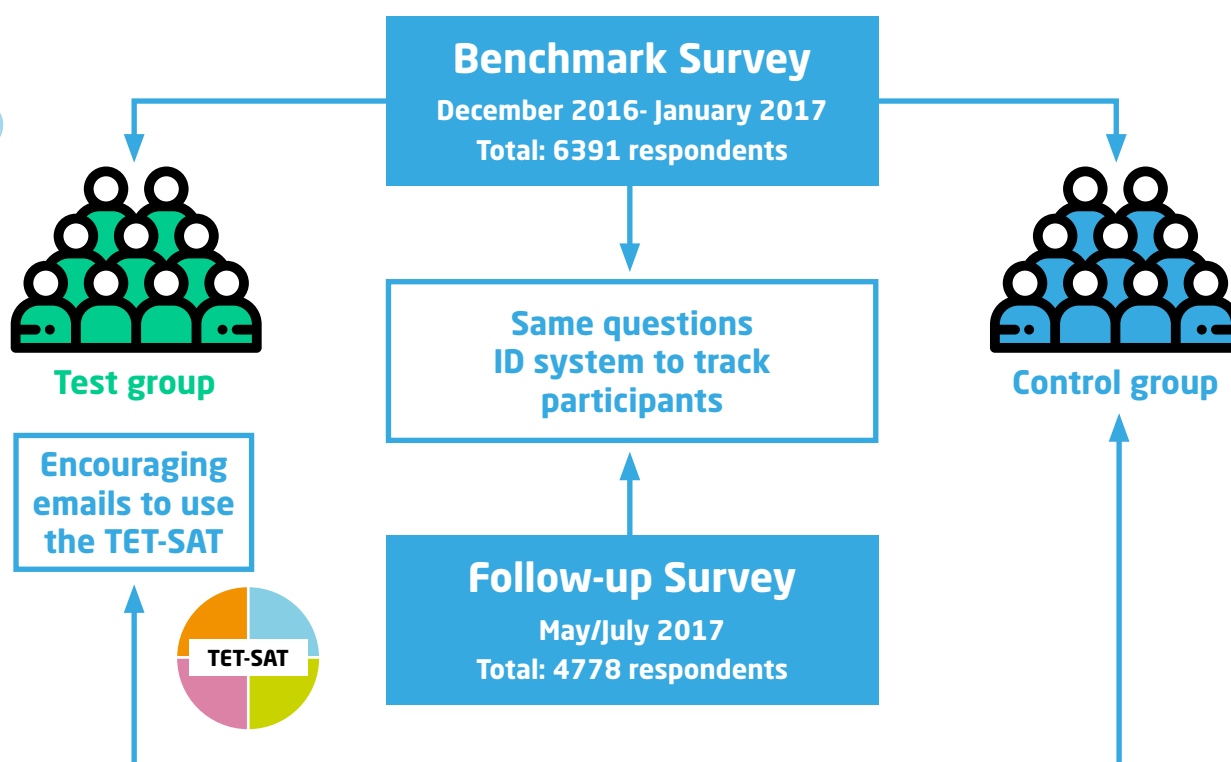 Benchmark Survey
December 2016- January 2017
Total: 6391 respondents
Test group
Same questions
ID system to track
participants
Control group
Encouraging
emails to use
the TET-SAT
TET-SAT
Follow-up Survey
May/July 2017
Total: 4778 respondents